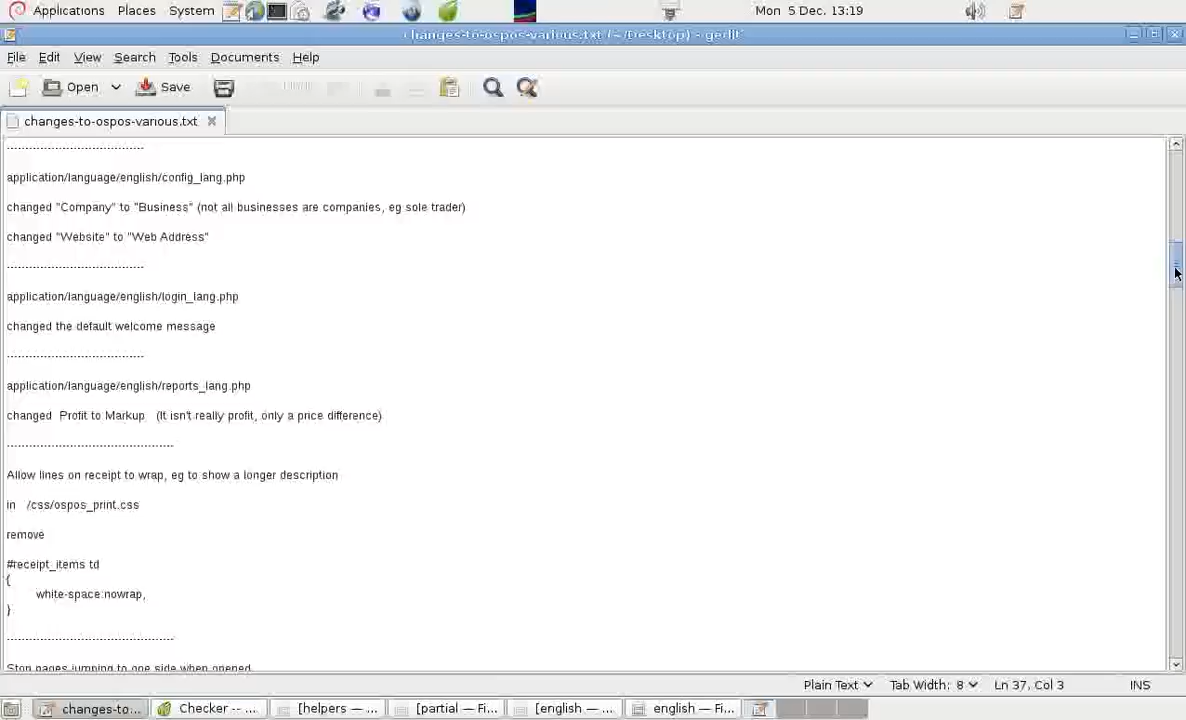 Applications Places System Mon 5 Dec. 13:19
changes-to-ospos-various.txt (~/Desktop) - gedit
File Edit View Search Tools Documents Help
Open Save
changes-to-ospos-various.txt
------------------------------------
application/language/english/config_lang.php
changed "Company" to "Business" (not all businesses are companies, eg sole trader)
changed "Website" to "Web Address"
------------------------------------
application/language/english/login_lang.php
changed the default welcome message
------------------------------------
application/language/english/reports_lang.php
changed Profit to Markup (It isn't really profit, only a price difference)
--------------------------------------------
Allow lines on receipt to wrap, eg to show a longer description
in /css/ospos_print.css
remove
#receipt_items td
{
white-space:nowrap;
}
--------------------------------------------
Stop pages jumping to one side when opened
Plain Text Tab Width: 8 Ln 37, Col 3 INS
changes-to... Checker -- ... [helpers — ... [partial — Fi... [english — ... english — Fi...